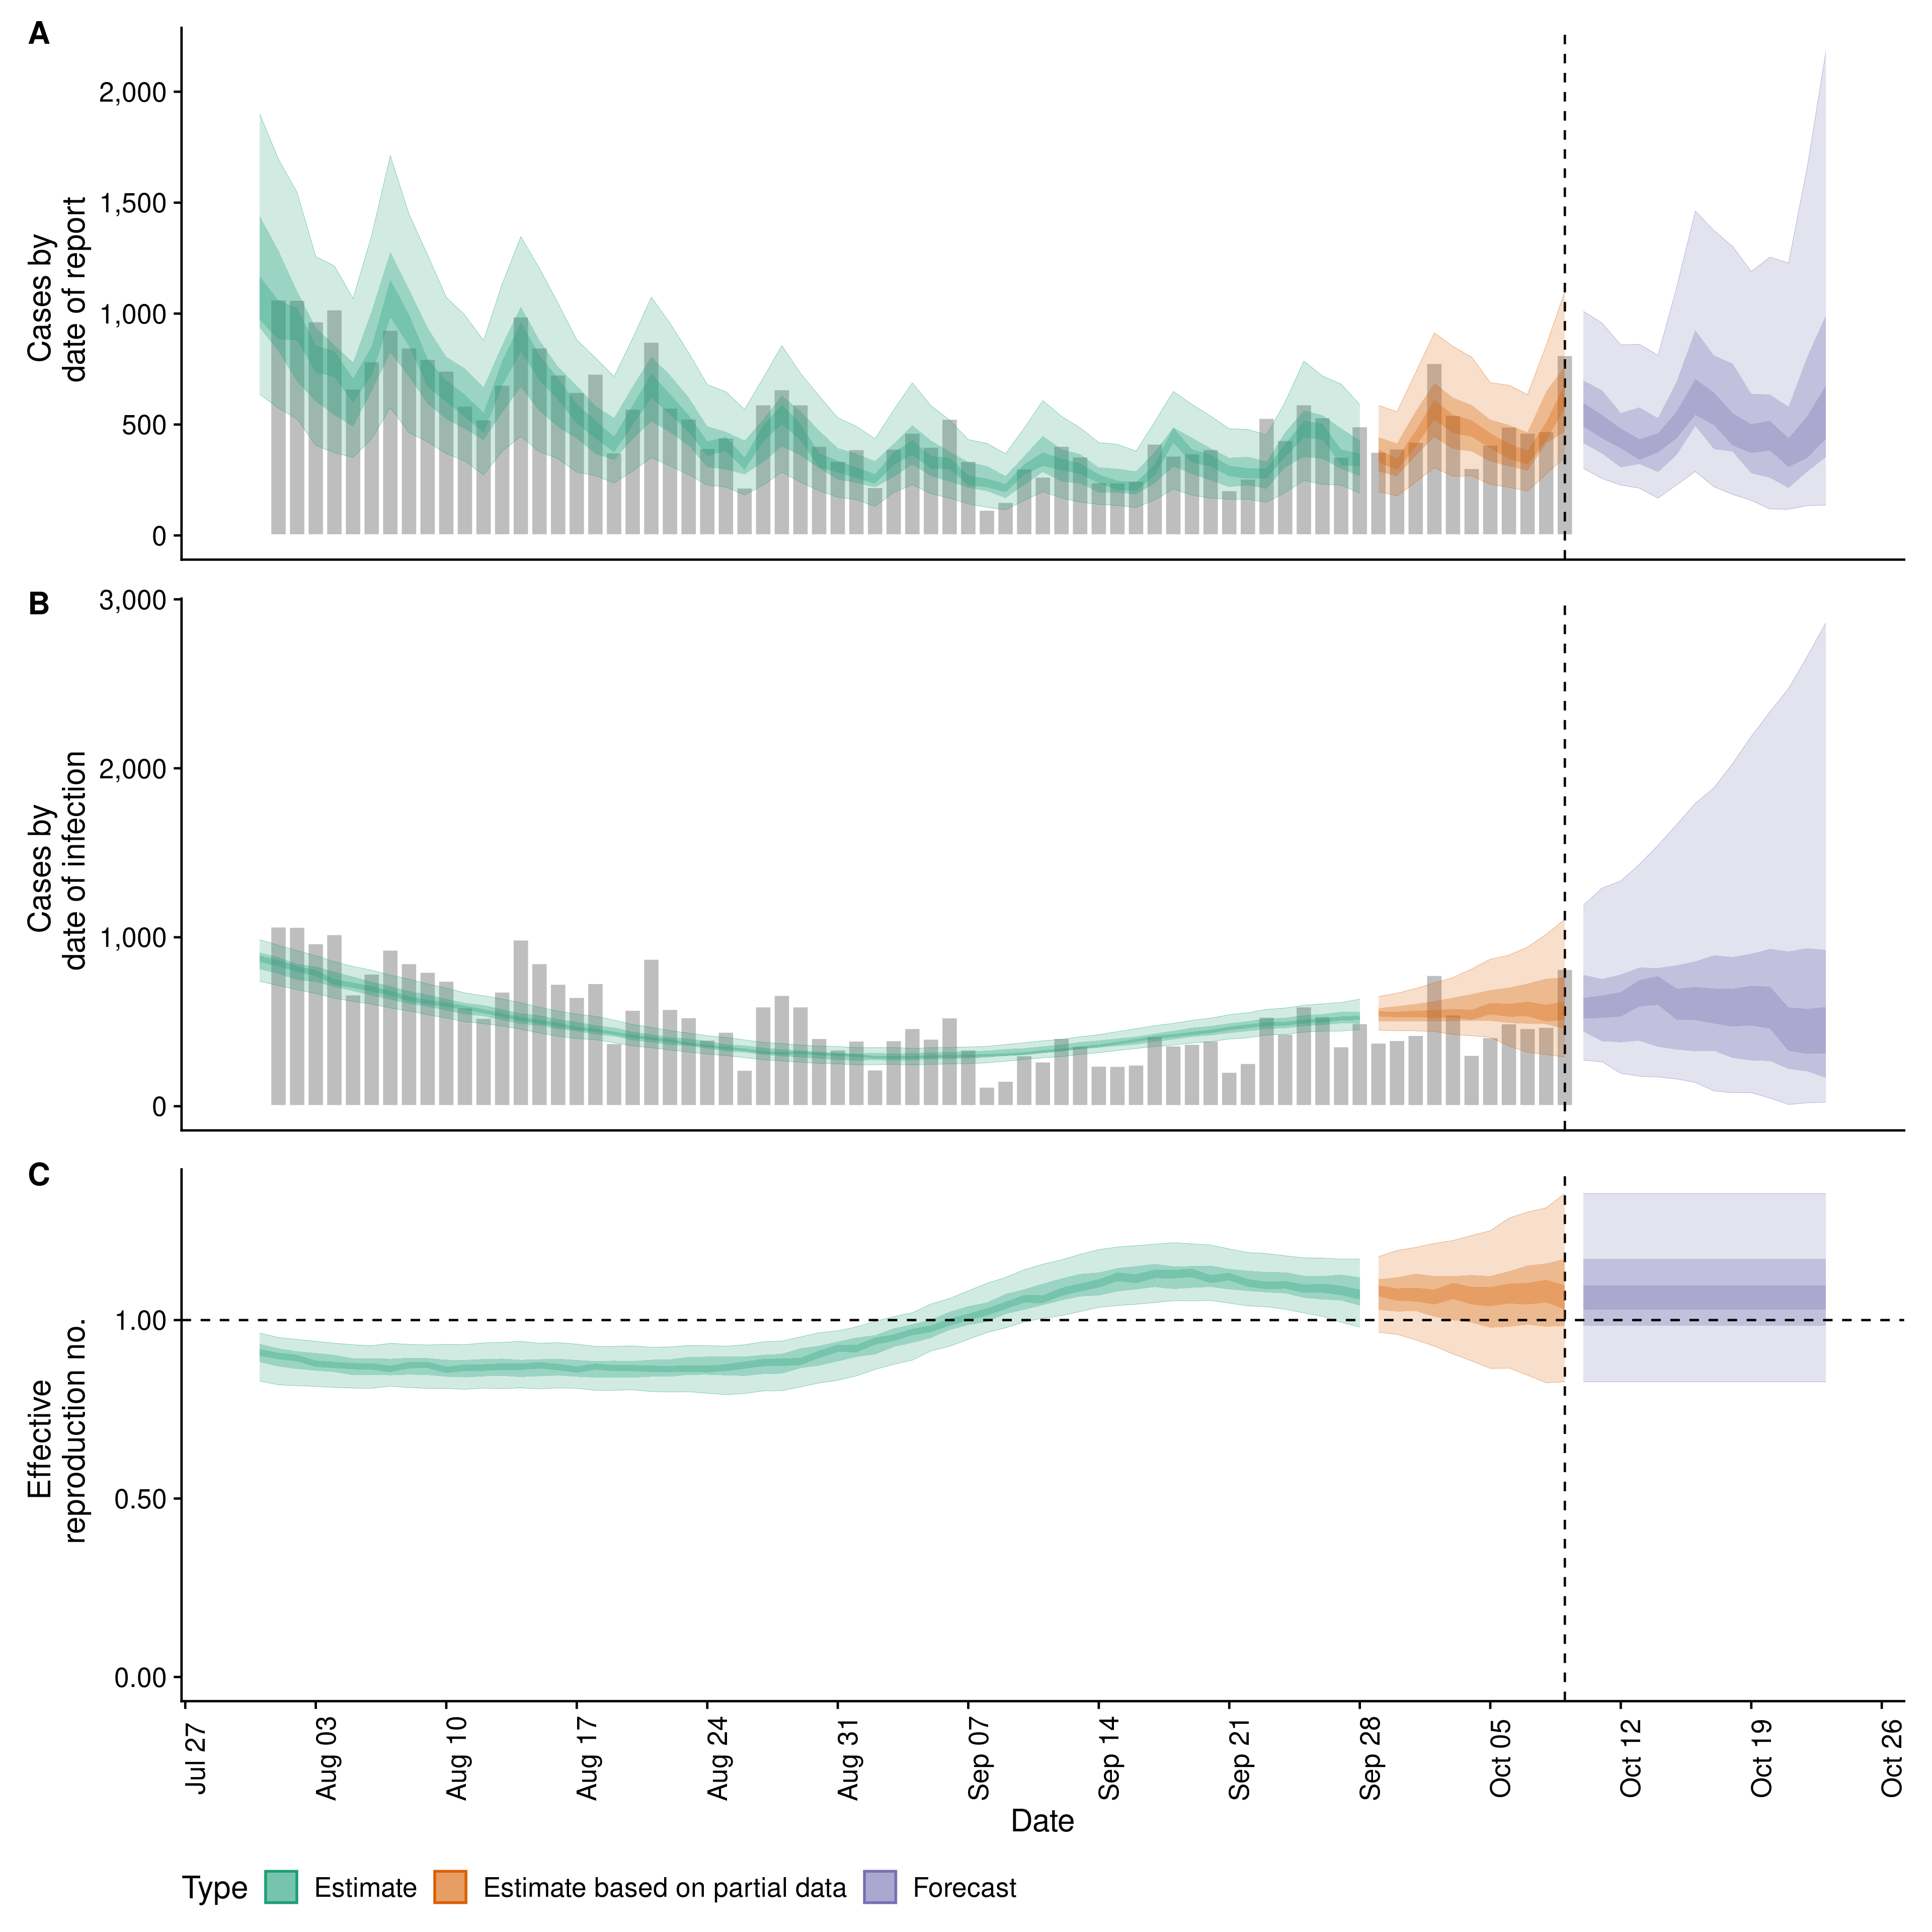 A
Cases by
date of report
2,000
1,500
1,000
500
0
B
Cases by
date of infection
3,000
2,000
1,000
0
C
Effective
reproduction no.
1.00
0.50
0.00
Jul 27
Aug 03
Aug 10
Aug 17
Aug 24
Aug 31
Sep 07
Sep 14
Sep 21
Sep 28
Oct 05
Oct 12
Oct 19
Oct 26
Date
Type
Estimate
Estimate based on partial data
Forecast